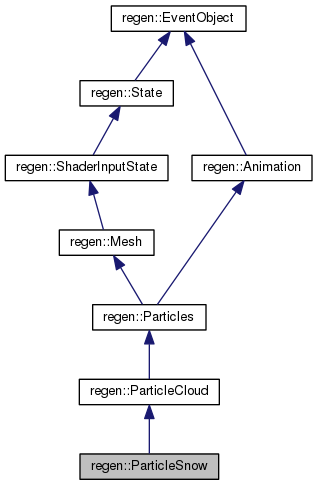 regen::EventObject
regen::State
regen::ShaderInputState
regen::Animation
regen::Mesh
regen::Particles
regen::ParticleCloud
regen::ParticleSnow